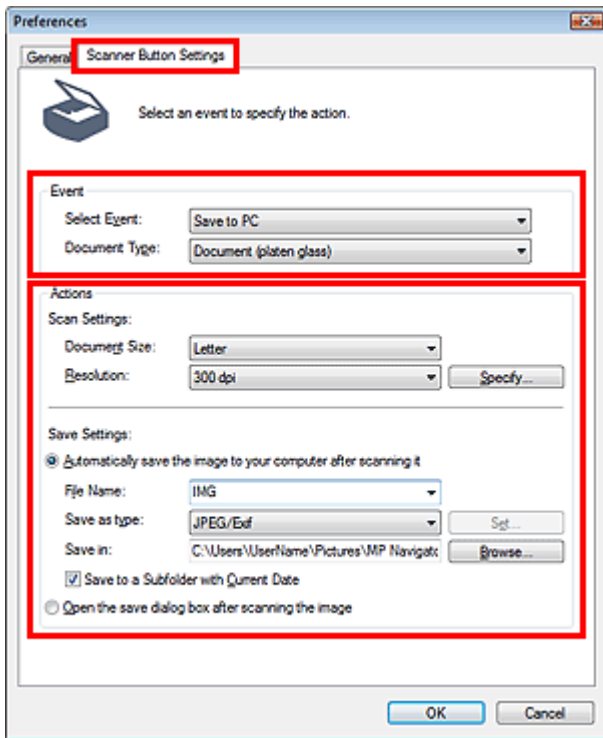 Preferences
General Scanner Button Settings
Select an event to specify the action.
Event
Select Event: Save to PC
Document Type: Document (platen glass)
Actions
Scan Settings:
Document Size: Letter
Resolution: 300 dpi Specify...
Save Settings:
Automatically save the image to your computer after scanning it
File Name: IMG
Save as type: JPEG/Exif Set...
Save in: C:\Users\UserName\Pictures\MP Navigato Browse...
Save to a Subfolder with Current Date
Open the save dialog box after scanning the image
OK Cancel